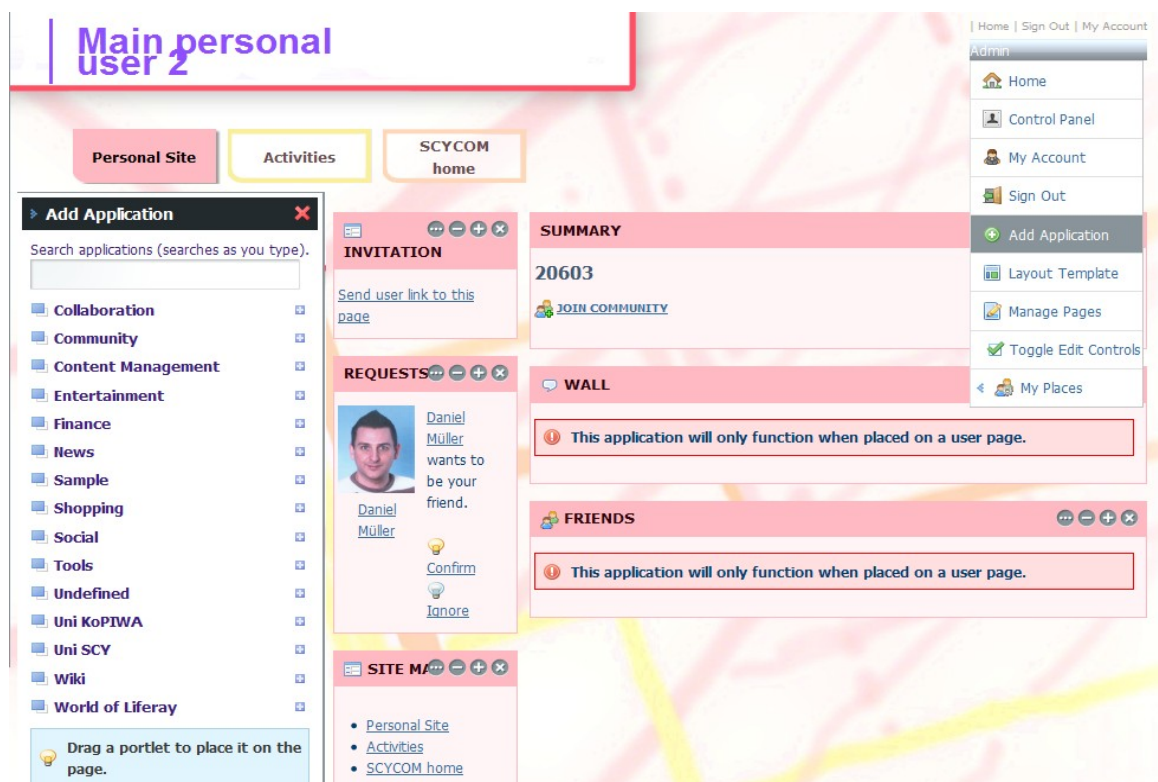 Main personal
user 2
| Home | Sign Out | My Account
Admin
Home
Control Panel
My Account
Sign Out
Add Application
Layout Template
Manage Pages
Toggle Edit Controls
My Places
Personal Site
Activities
SCYCOM
home
Add Application
Search applications (searches as you type).
Collaboration
Community
Content Management
Entertainment
Finance
News
Sample
Shopping
Social
Tools
Undefined
Uni KoPIWA
Uni SCY
Wiki
World of Liferay
Drag a portlet to place it on the
page.
INVITATION
Send user link to this
page
REQUESTS
Daniel
Müller
wants to
be your
friend.
Daniel
Müller
Confirm
Ignore
SITE MA
Personal Site
Activities
SCYCOM home
SUMMARY
20603
JOIN COMMUNITY
WALL
This application will only function when placed on a user page.
FRIENDS
This application will only function when placed on a user page.